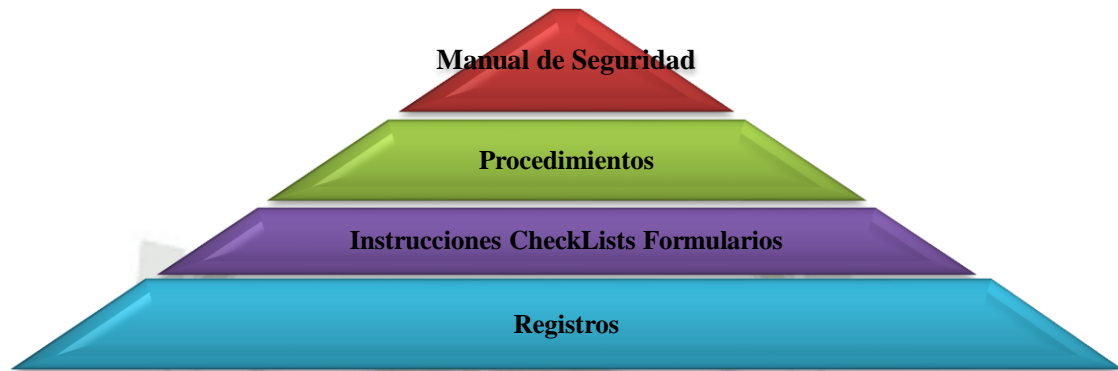 Manual de Seguridad
Procedimientos
Instrucciones CheckLists Formularios
Registros